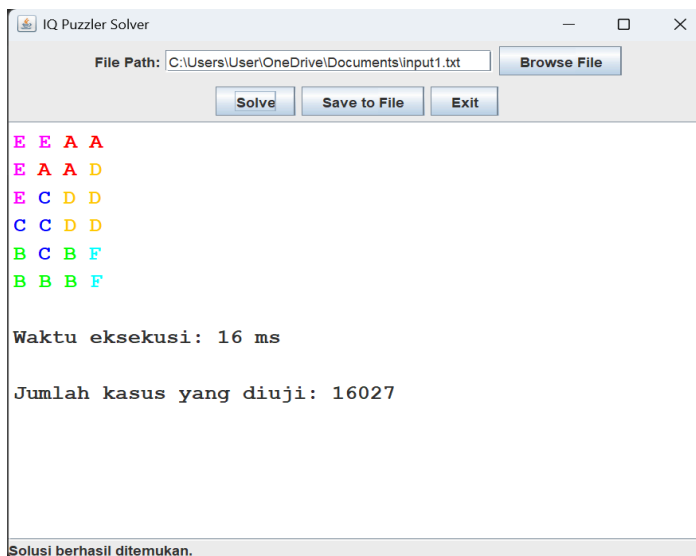 IQ Puzzler Solver
File Path: C:\Users\User\OneDrive\Documents\input1.txt Browse File
Solve Save to File Exit
E E A A
E A A D
E C D D
C C D D
B C B F
B B B F
Waktu eksekusi: 16 ms
Jumlah kasus yang diuji: 16027
Solusi berhasil ditemukan.